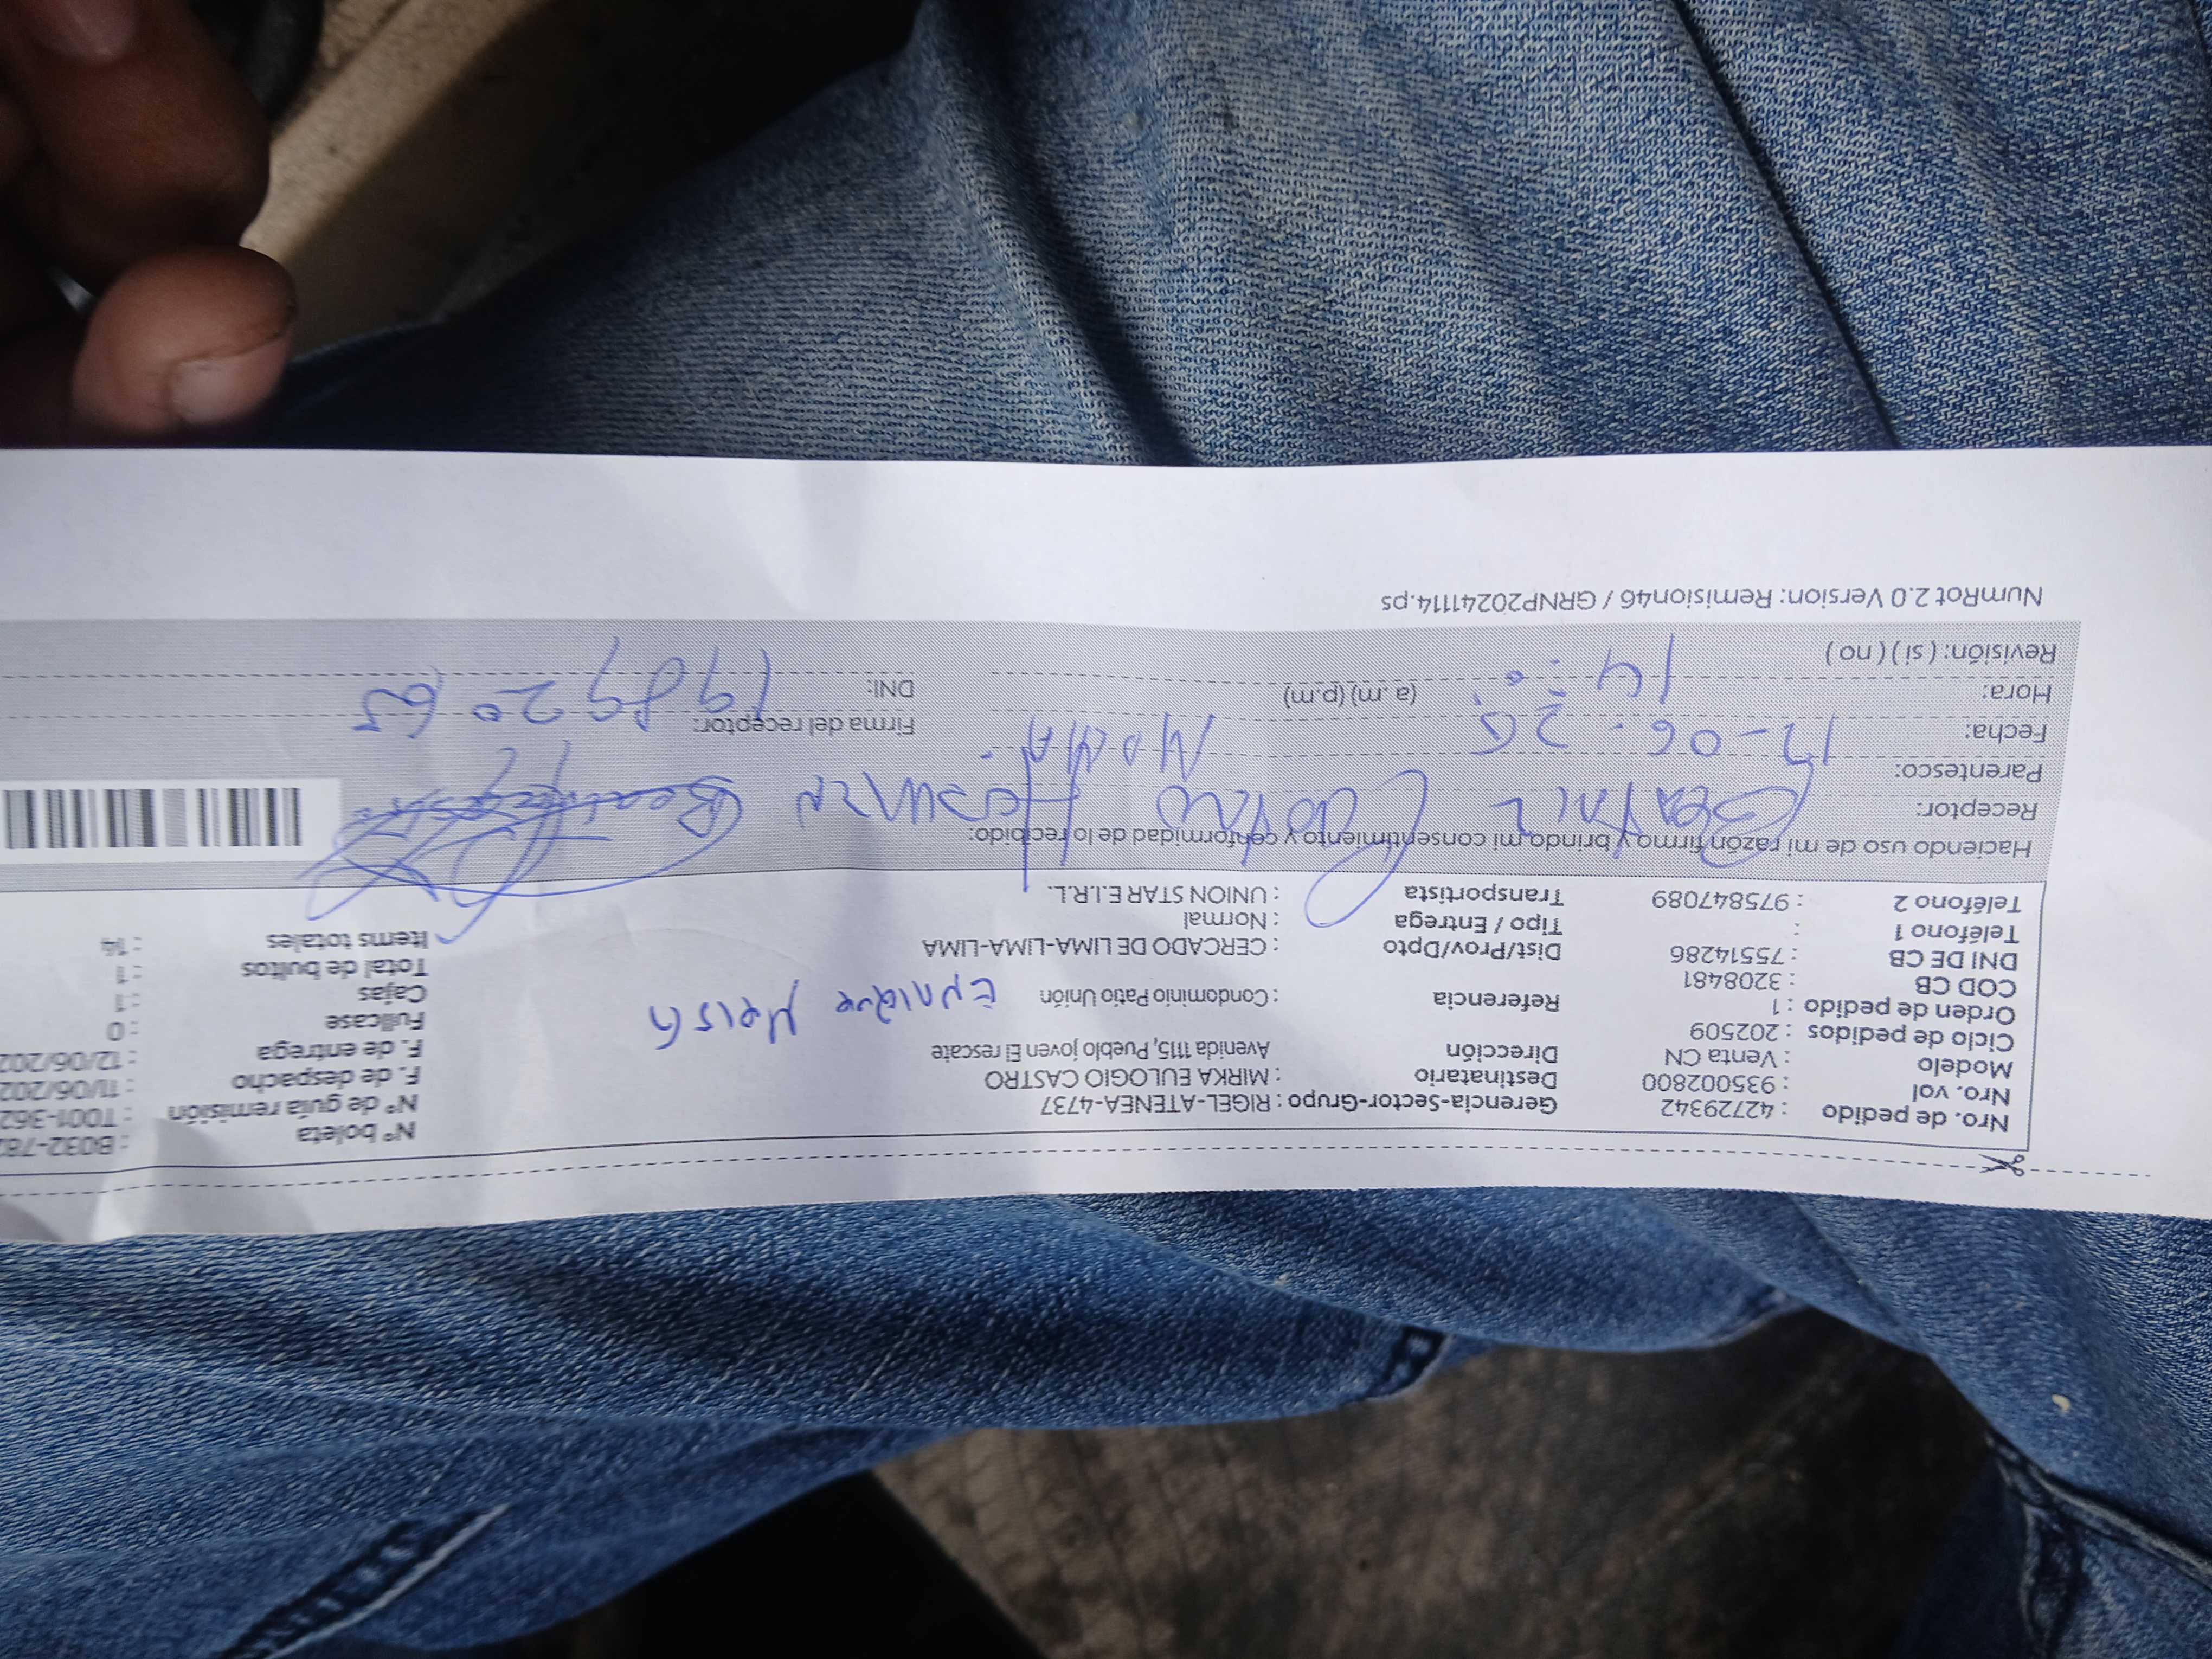 Nro. de pedido : 42729342 Gerencia-Sector-Grupo : RIGEL-ATENEA-4737 N° boleta : B032-782
Nro. vol : 935002800 Destinatario : MIRKA EULOGIO CASTRO N° de guía remisión : T001-362
Modelo : Venta CN Dirección Avenida 1115, Pueblo joven El rescate F. de despacho : 11/06/202
Ciclo de pedidos : 202509 F. de entrega : 12/06/202
Orden de pedido : 1 Referencia : Condominio Patio Unión Fullcase : 0
COD CB : 3208481 Cajas : 1
DNI DE CB : 75514286 Dist/Prov/Dpto : CERCADO DE LIMA-LIMA-LIMA Total de bultos : 1
Teléfono 1 : Tipo / Entrega : Normal Items totales : 14
Teléfono 2 : 975847089 Transportista : UNION STAR E.I.R.L.
Haciendo uso de mi razón firmo y brindo mi consentimiento y conformidad de lo recibido:
Receptor:
Parentesco:
Fecha: 12-06-25 Firma del receptor:
Hora: 14 (a.m) (p.m) DNI:
Revisión: ( si ) ( no )
NumRot 2.0 Version: Remision46 / GRNP20241114.ps